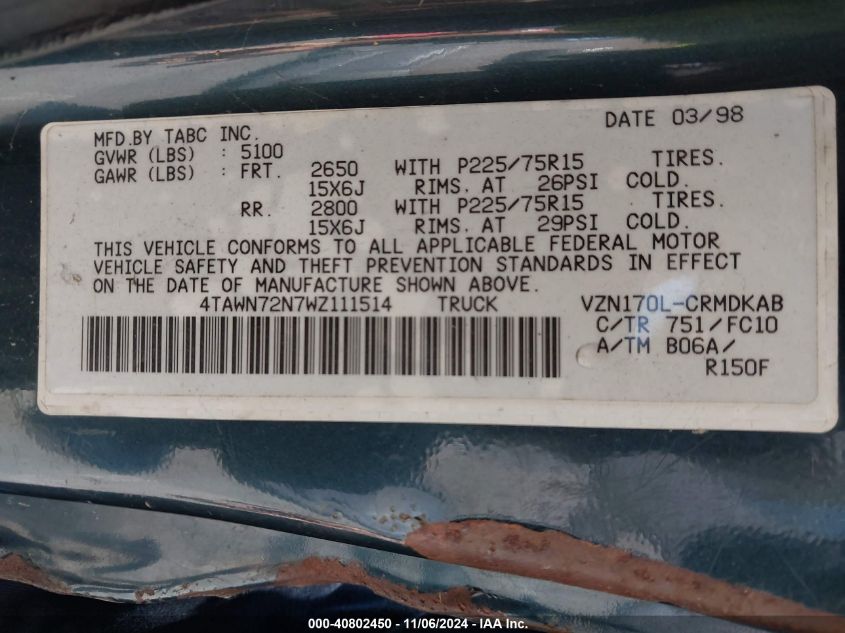 MFD.BY TABC INC. DATE 03/98
GVWR (LBS) : 5100
GAWR (LBS) : FRT. 2650 WITH P225/75R15 TIRES.
15X6J RIMS. AT 26PSI COLD.
RR. 2800 WITH P225/75R15 TIRES.
15X6J RIMS. AT 29PSI COLD.
THIS VEHICLE CONFORMS TO ALL APPLICABLE FEDERAL MOTOR
VEHICLE SAFETY AND THEFT PREVENTION STANDARDS IN EFFECT
ON THE DATE OF MANUFACTURE SHOWN ABOVE.
4TAWN72N7WZ111514 TRUCK VZN170L-CRMDKAB
C/TR 751/FC10
A/TM B06A/
R150F
000-40802450 - 11/06/2024 - IAA Inc.